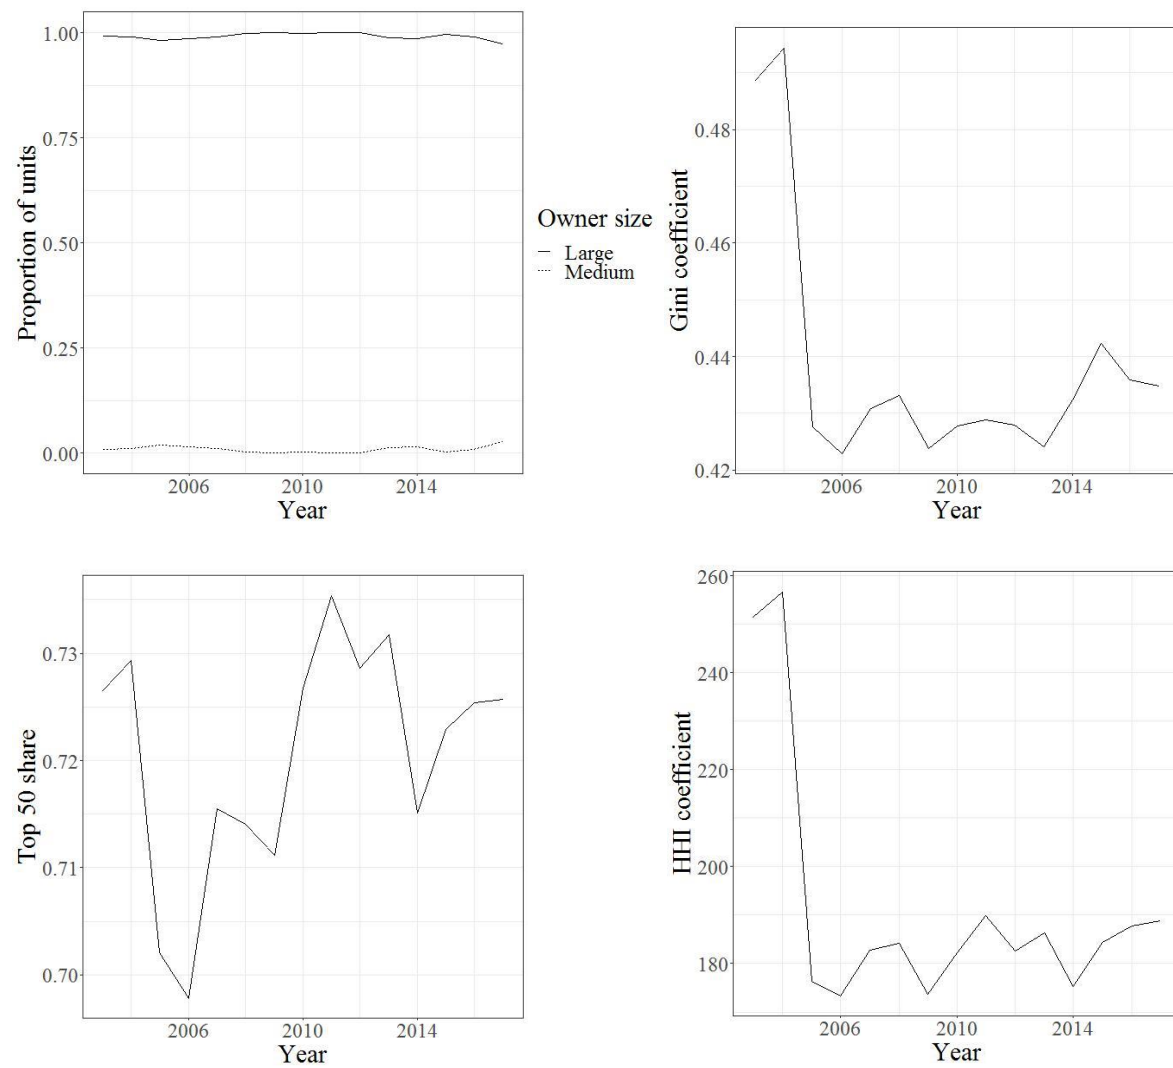 1.00
0.75
0.50
0.25
0.00
Proportion of units
2006 2010 2014
Year
Owner size
Large
Medium
0.48
0.46
0.44
0.42
Gini coefficient
2006 2010 2014
Year
0.73
0.72
0.71
0.70
Top 50 share
2006 2010 2014
Year
260
240
220
200
180
HHI coefficient
2006 2010 2014
Year